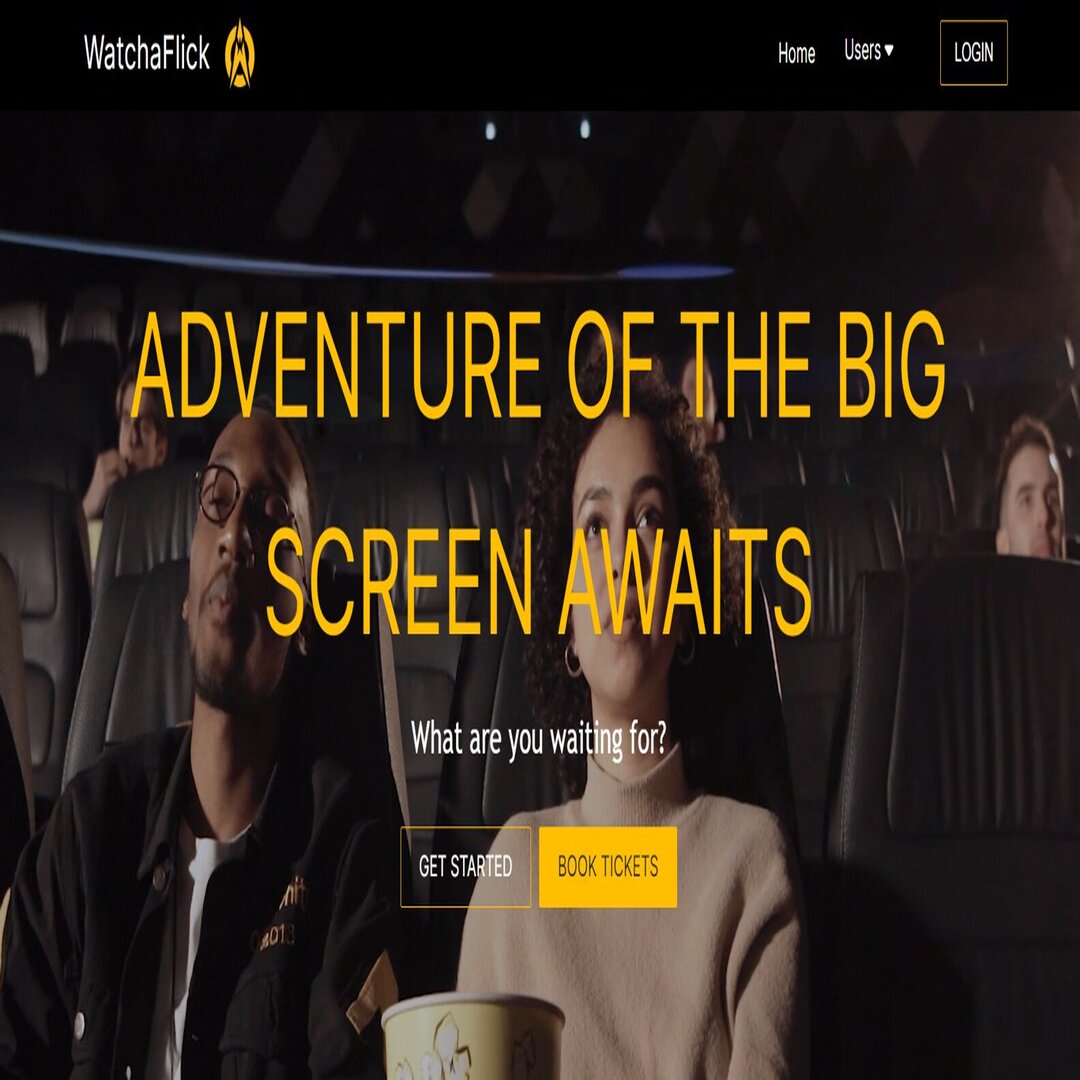 WatchaFlick
Home
Users
LOGIN
ADVENTURE OF THE BIG
SCREEN AWAITS
What are you waiting for?
GET STARTED
BOOK TICKETS